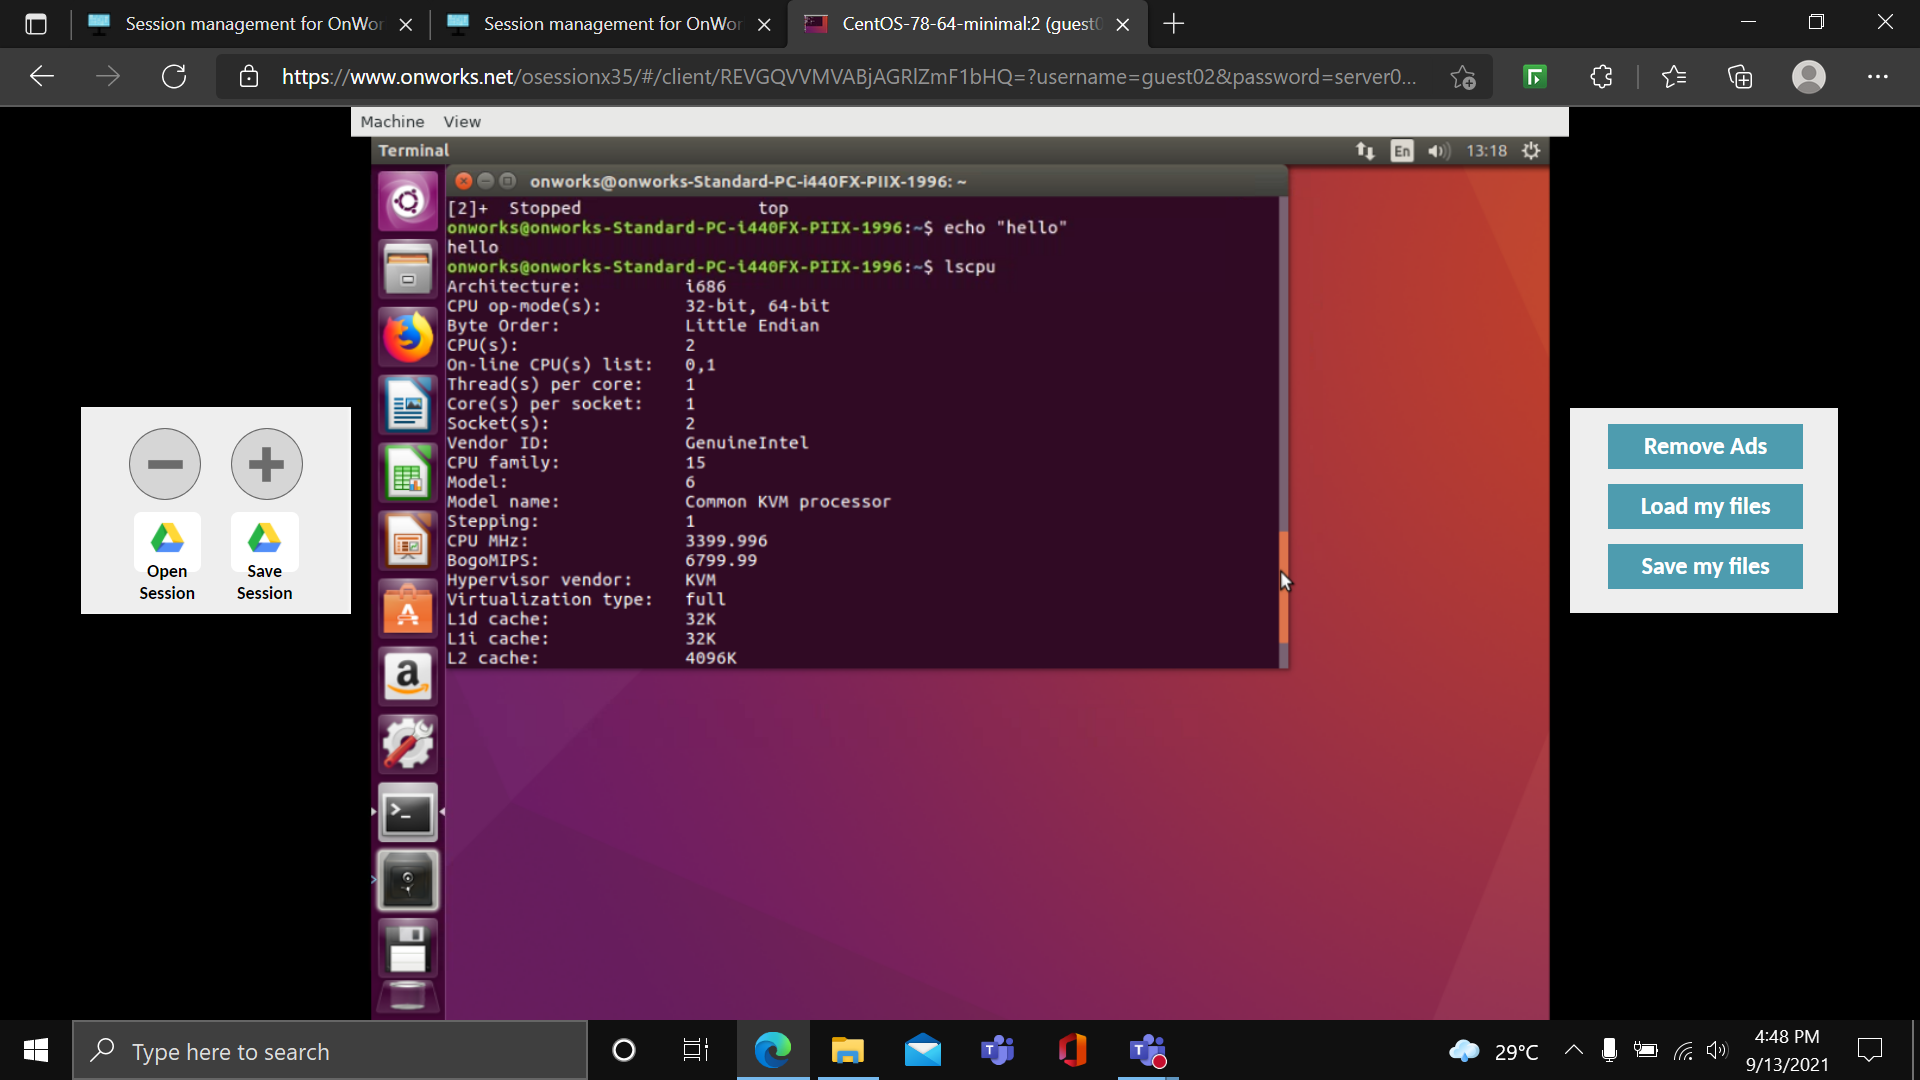 Session management for OnWor
Session management for OnWor
CentOS-78-64-minimal:2 (guest0
https://www.onworks.net/osessionx35/#/client/REVGQVVMVABjAGRlZmF1bHQ=?username=guest02&password=server0...
Machine View
Terminal
En
13:18
onworks@onworks-Standard-PC-i440FX-PIIX-1996: ~
[2]+ Stopped top
onworks@onworks-Standard-PC-i440FX-PIIX-1996:~$ echo "hello"
hello
onworks@onworks-Standard-PC-i440FX-PIIX-1996:~$ lscpu
Architecture: i686
CPU op-mode(s): 32-bit, 64-bit
Byte Order: Little Endian
CPU(s): 2
On-line CPU(s) list: 0,1
Thread(s) per core: 1
Core(s) per socket: 1
Socket(s): 2
Vendor ID: GenuineIntel
CPU family: 15
Model: 6
Model name: Common KVM processor
Stepping: 1
CPU MHz: 3399.996
BogoMIPS: 6799.99
Hypervisor vendor: KVM
Virtualization type: full
L1d cache: 32K
L1i cache: 32K
L2 cache: 4096K
Open
Session
Save
Session
Remove Ads
Load my files
Save my files
Type here to search
29°C
4:48 PM
9/13/2021